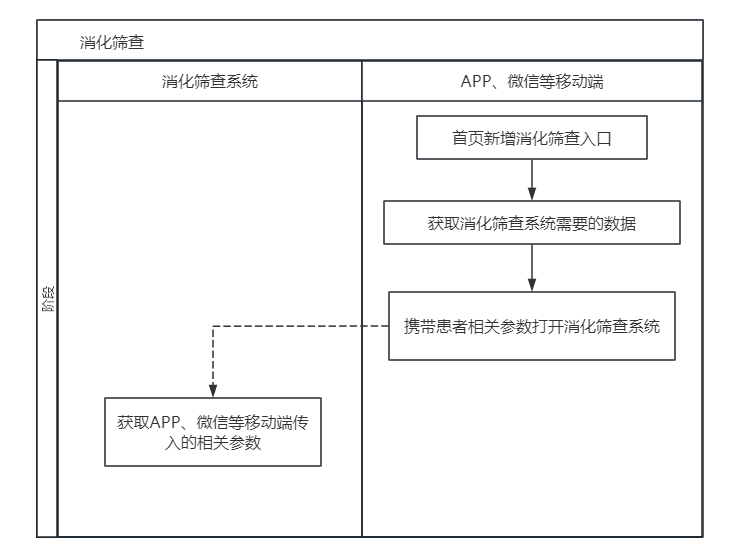 消化筛查
消化筛查系统
APP、微信等移动端
首页新增消化筛查入口
获取消化筛查系统需要的数据
阶段
携带患者相关参数打开消化筛查系统
获取APP、微信等移动端传
入的相关参数